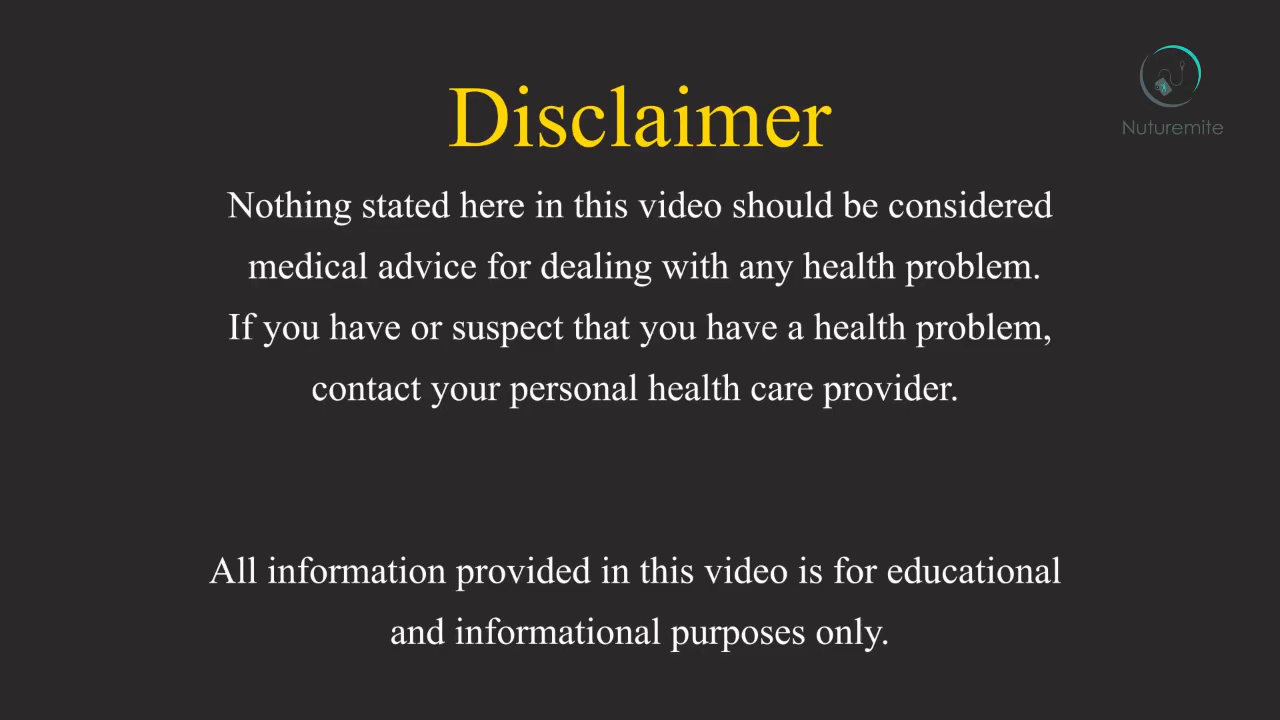 Nuturemite
Disclaimer
Nothing stated here in this video should be considered
medical advice for dealing with any health problem.
If you have or suspect that you have a health problem,
contact your personal health care provider.
All information provided in this video is for educational
and informational purposes only.